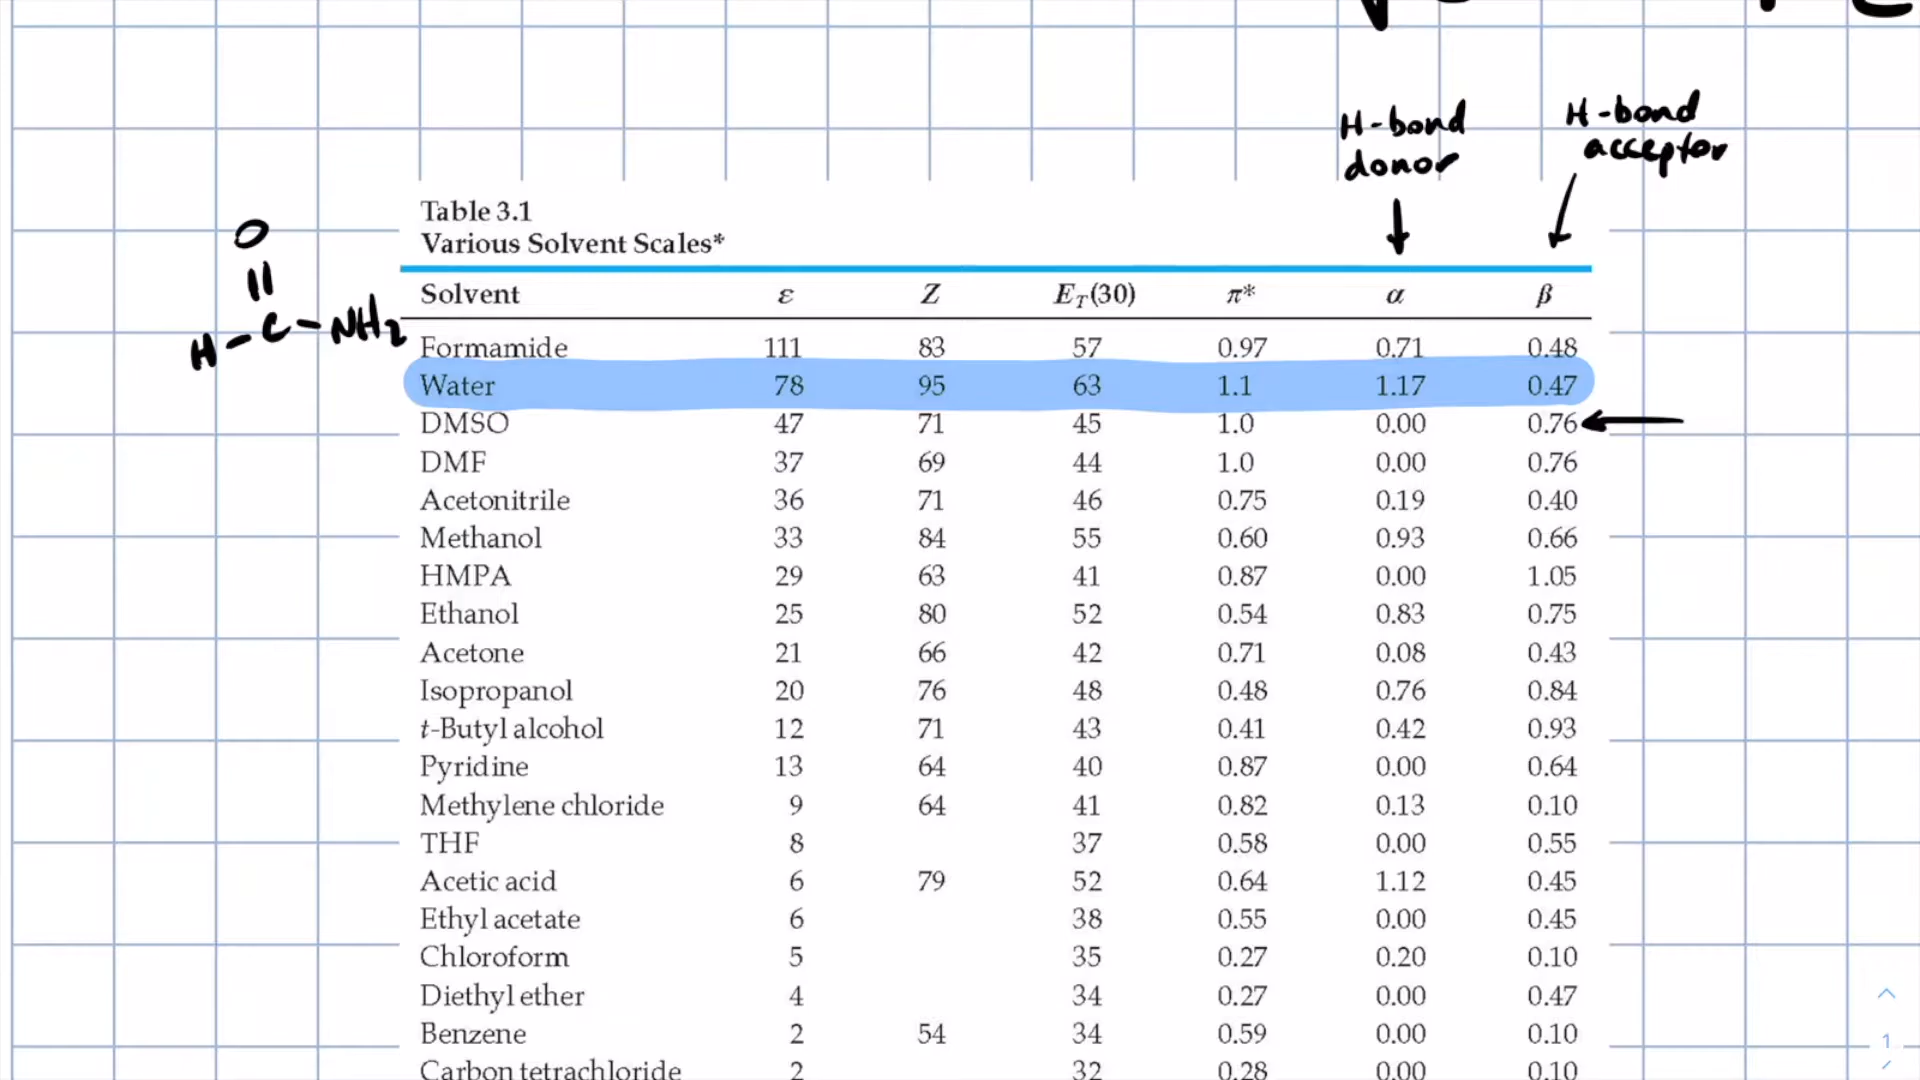 H-bond
donor
H-bond
acceptor
O
H-C-NH2
Table 3.1
Various Solvent Scales*
Solvent ε Z E_T(30) π* α β
Formamide 111 83 57 0.97 0.71 0.48
Water 78 95 63 1.1 1.17 0.47
DMSO 47 71 45 1.0 0.00 0.76
DMF 37 69 44 1.0 0.00 0.76
Acetonitrile 36 71 46 0.75 0.19 0.40
Methanol 33 84 55 0.60 0.93 0.66
HMPA 29 63 41 0.87 0.00 1.05
Ethanol 25 80 52 0.54 0.83 0.75
Acetone 21 66 42 0.71 0.08 0.43
Isopropanol 20 76 48 0.48 0.76 0.84
t-Butyl alcohol 12 71 43 0.41 0.42 0.93
Pyridine 13 64 40 0.87 0.00 0.64
Methylene chloride 9 64 41 0.82 0.13 0.10
THF 8 37 0.58 0.00 0.55
Acetic acid 6 79 52 0.64 1.12 0.45
Ethyl acetate 6 38 0.55 0.00 0.45
Chloroform 5 35 0.27 0.20 0.10
Diethyl ether 4 34 0.27 0.00 0.47
Benzene 2 54 34 0.59 0.00 0.10
Carbon tetrachloride 2 32 0.28 0.00 0.10
1